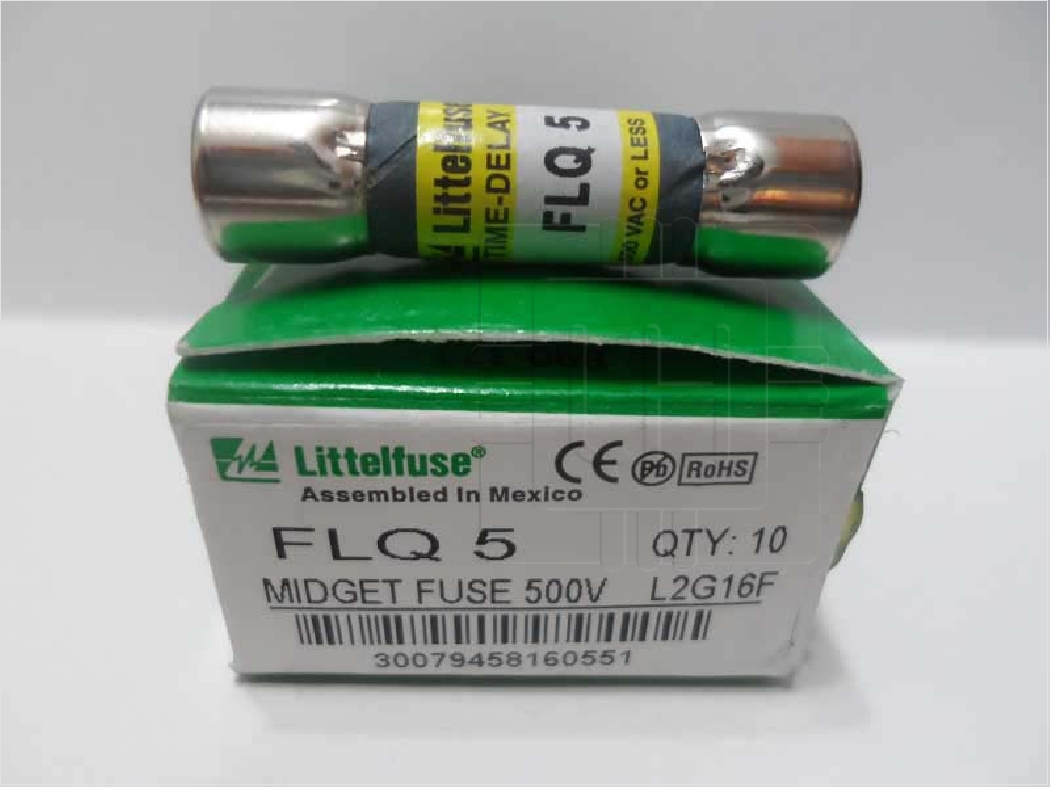 Littelfuse
TIME-DELAY
FLQ 5
500 VAC or LESS
Littelfuse®
CE Pb RoHS
Assembled In Mexico
FLQ 5 QTY: 10
MIDGET FUSE 500V L2G16F
30079458160551